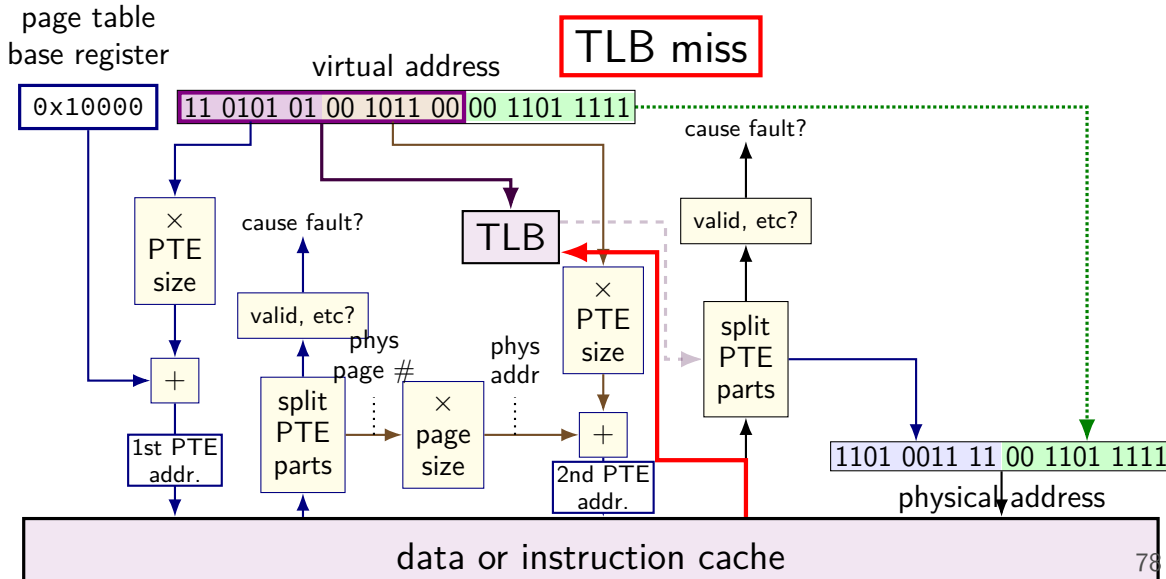 page table
base register
0x10000
virtual address
TLB miss
11 0101 01 00 1011 00 00 1101 1111
cause fault?
×
PTE
size
cause fault?
TLB
valid, etc?
valid, etc?
×
PTE
size
split
PTE
parts
+
phys
page #
phys
addr
split
PTE
parts
×
page
size
+
1st PTE
addr.
2nd PTE
addr.
1101 0011 11 00 1101 1111
physical address
data or instruction cache
78